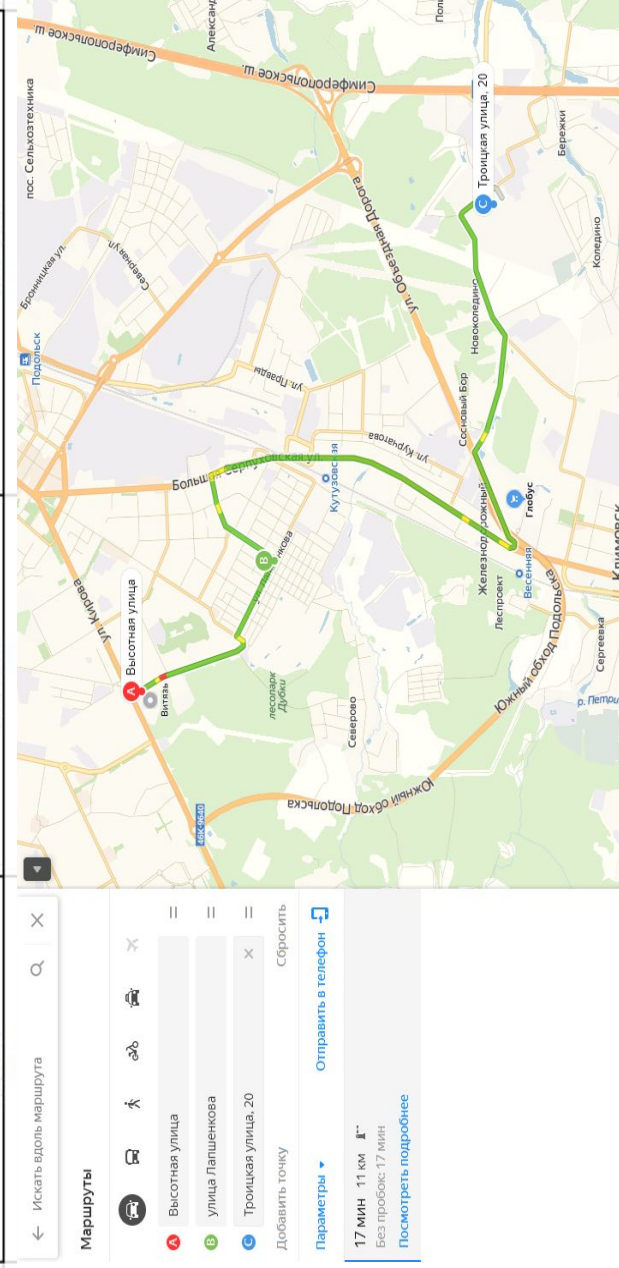 Искать вдоль маршрута
Маршруты
A Высотная улица
B улица Лапшенкова
C Троицкая улица, 20
Добавить точку
Сбросить
Параметры
Отправить в телефон
17 мин 11 км
Без пробок: 17 мин
Посмотреть подробнее
пос. Сельхозтехника
Симферопольское ш.
Симферопольское ш.
Бронницкая ул.
Северная ул.
Подольск
ул. Кирова
A
Высотная улица
Витязь
46К-9640
ул. Правды
ул. Объездная Дорога
Большая Серпуховская ул.
ул. Курчатова
Кутузовская
B
лесопарк
Дубки
Северово
Южный обход Подольска
Южный обход Подольска
C
Троицкая улица, 20
Новоколедино
Сосновый Бор
Железнодорожный
Леспроект
Весенняя
Глобус
Бережки
Коледино
Сергеевка
КЛИМОВСК